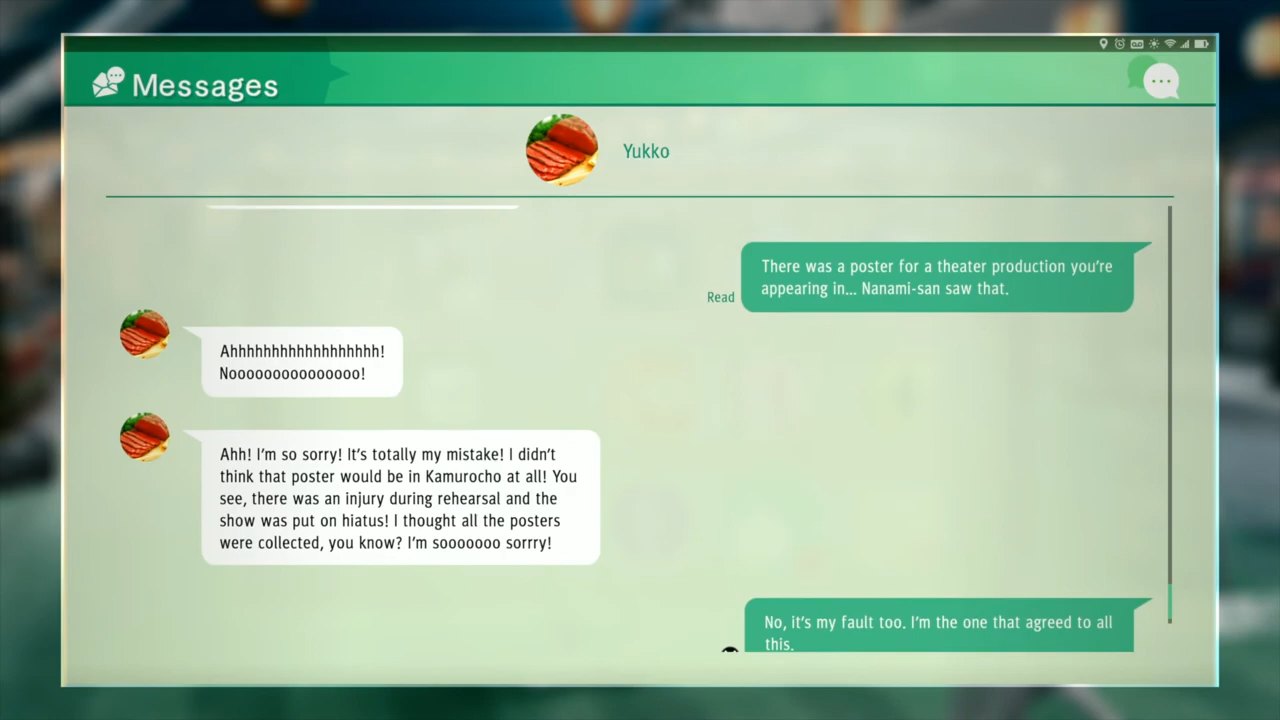 Messages
Yukko
There was a poster for a theater production you're
appearing in... Nanami-san saw that.
Read
Ahhhhhhhhhhhhhhhhhh!
Nooooooooooooooo!
Ahh! I'm so sorry! It's totally my mistake! I didn't
think that poster would be in Kamurocho at all! You
see, there was an injury during rehearsal and the
show was put on hiatus! I thought all the posters
were collected, you know? I'm sooooooo sorrry!
No, it's my fault too. I'm the one that agreed to all
this.